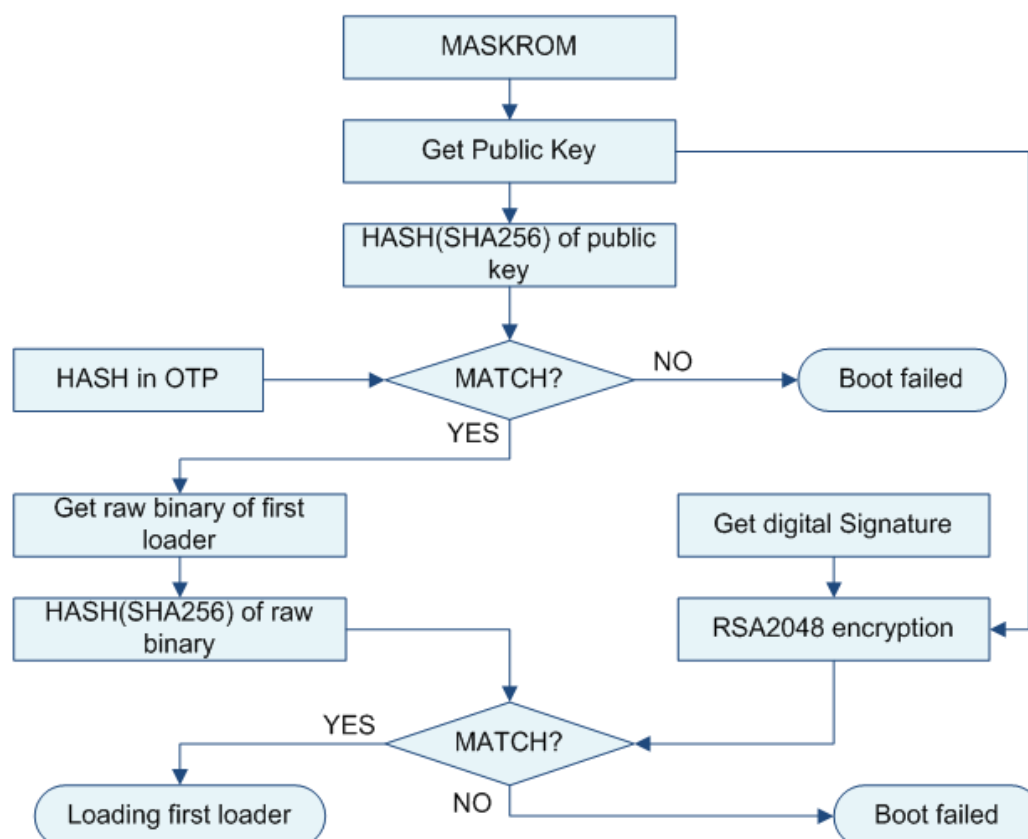 MASKROM
Get Public Key
HASH(SHA256) of public
key
HASH in OTP
MATCH?
NO
Boot failed
YES
Get raw binary of first
loader
Get digital Signature
HASH(SHA256) of raw
binary
RSA2048 encryption
YES
MATCH?
Loading first loader
NO
Boot failed